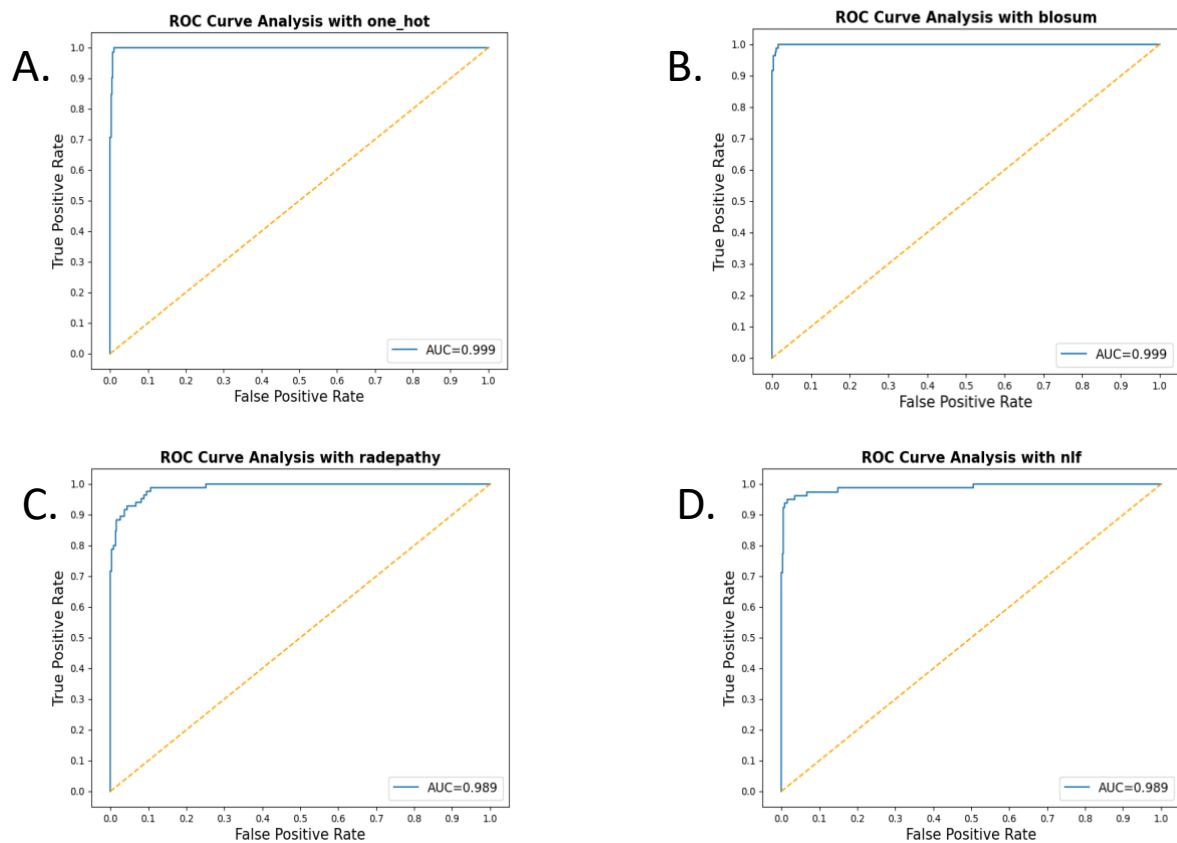 A.
ROC Curve Analysis with one_hot
True Positive Rate
1.0
0.9
0.8
0.7
0.6
0.5
0.4
0.3
0.2
0.1
0.0
AUC=0.999
0.0 0.1 0.2 0.3 0.4 0.5 0.6 0.7 0.8 0.9 1.0
False Positive Rate
B.
ROC Curve Analysis with blosum
True Positive Rate
1.0
0.9
0.8
0.7
0.6
0.5
0.4
0.3
0.2
0.1
0.0
AUC=0.999
0.0 0.1 0.2 0.3 0.4 0.5 0.6 0.7 0.8 0.9 1.0
False Positive Rate
C.
ROC Curve Analysis with radepathy
True Positive Rate
1.0
0.9
0.8
0.7
0.6
0.5
0.4
0.3
0.2
0.1
0.0
AUC=0.989
0.0 0.1 0.2 0.3 0.4 0.5 0.6 0.7 0.8 0.9 1.0
False Positive Rate
D.
ROC Curve Analysis with nlf
True Positive Rate
1.0
0.9
0.8
0.7
0.6
0.5
0.4
0.3
0.2
0.1
0.0
AUC=0.989
0.0 0.1 0.2 0.3 0.4 0.5 0.6 0.7 0.8 0.9 1.0
False Positive Rate